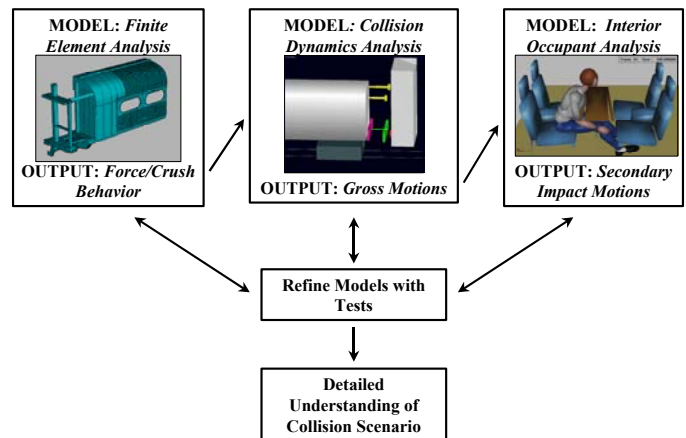 MODEL: Finite
Element Analysis
OUTPUT: Force/Crush
Behavior
MODEL: Collision
Dynamics Analysis
OUTPUT: Gross Motions
MODEL: Interior
Occupant Analysis
OUTPUT: Secondary
Impact Motions
Refine Models with
Tests
Detailed
Understanding of
Collision Scenario